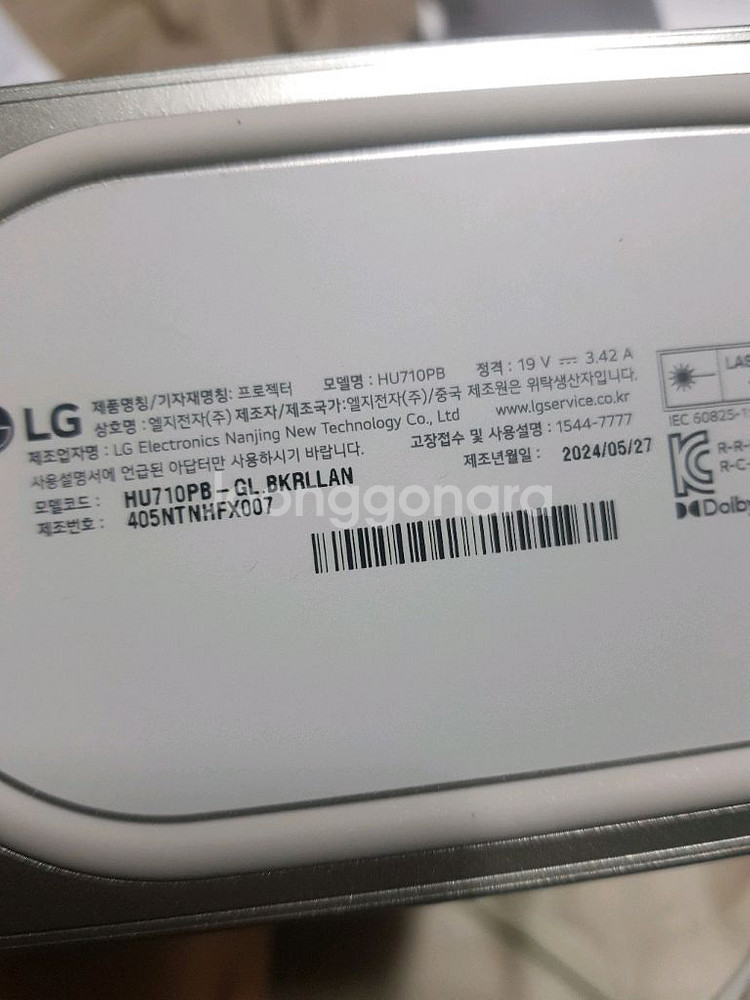 LG
제품명칭/기자재명칭: 프로젝터 모델명 : HU710PB 정격 : 19 V 3.42 A
상호명 : 엘지전자(주) 제조자/제조국가:엘지전자(주)/중국 제조원은 위탁생산자입니다.
제조업자명 : LG Electronics Nanjing New Technology Co., Ltd www.lgservice.co.kr
사용설명서에 언급된 아답터만 사용하시기 바랍니다. 고장접수 및 사용설명 : 1544-7777
모델코드 : HU710PB GL.BKRLLAN 제조년월일 : 2024/05/27
제조번호 : 405NTNHFX007
IEC 60825-1
R-R-
R-C-
Dolby
joonggonara